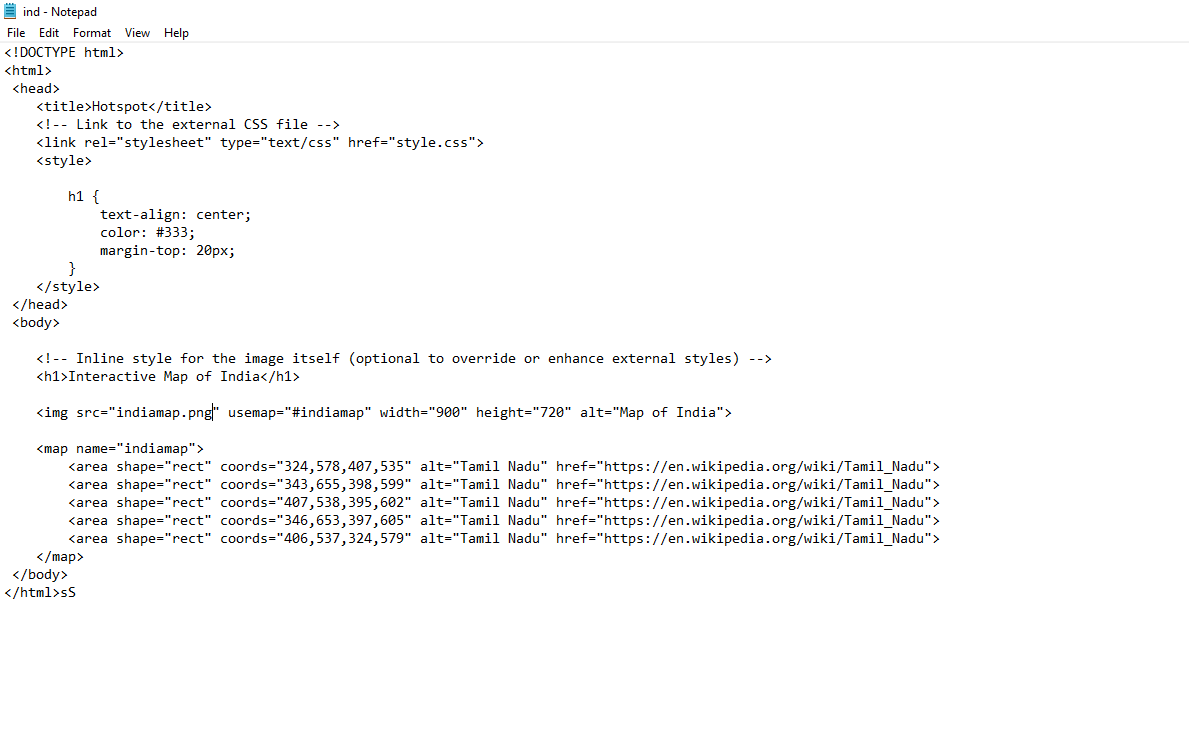 ind - Notepad
File Edit Format View Help
<!DOCTYPE html>
<html>
<head>
<title>Hotspot</title>
<!-- Link to the external CSS file -->
<link rel="stylesheet" type="text/css" href="style.css">
<style>
h1 {
text-align: center;
color: #333;
margin-top: 20px;
}
</style>
</head>
<body>
<!-- Inline style for the image itself (optional to override or enhance external styles) -->
<h1>Interactive Map of India</h1>
<img src="indiamap.png" usemap="#indiamap" width="900" height="720" alt="Map of India">
<map name="indiamap">
<area shape="rect" coords="324,578,407,535" alt="Tamil Nadu" href="https://en.wikipedia.org/wiki/Tamil_Nadu">
<area shape="rect" coords="343,655,398,599" alt="Tamil Nadu" href="https://en.wikipedia.org/wiki/Tamil_Nadu">
<area shape="rect" coords="407,538,395,602" alt="Tamil Nadu" href="https://en.wikipedia.org/wiki/Tamil_Nadu">
<area shape="rect" coords="346,653,397,605" alt="Tamil Nadu" href="https://en.wikipedia.org/wiki/Tamil_Nadu">
<area shape="rect" coords="406,537,324,579" alt="Tamil Nadu" href="https://en.wikipedia.org/wiki/Tamil_Nadu">
</map>
</body>
</html>sS